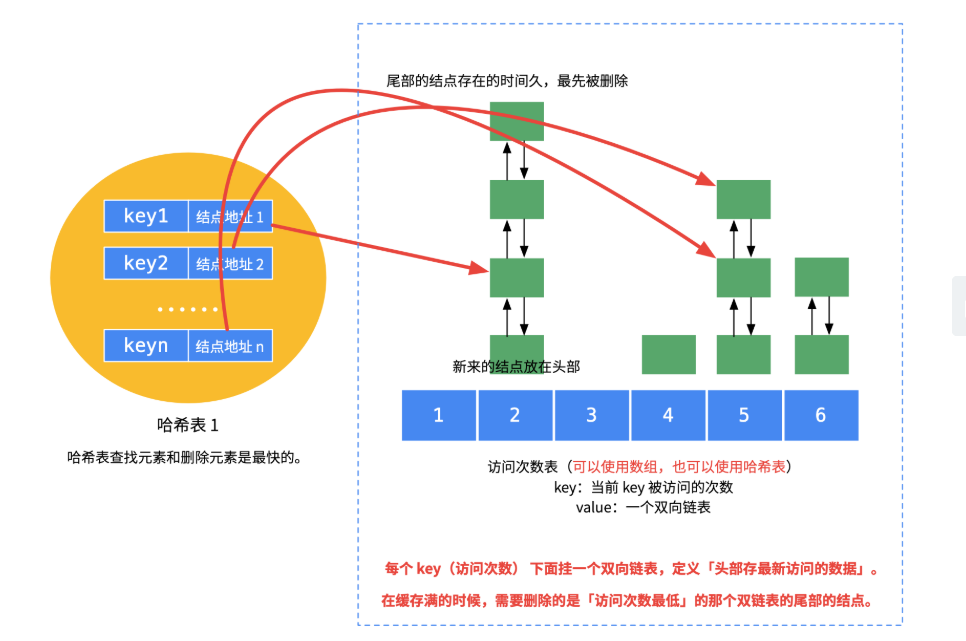 尾部的结点存在的时间久，最先被删除
key1 结点地址 1
key2 结点地址 2
······
keyn 结点地址 n
哈希表 1
哈希表查找元素和删除元素是最快的。
新来的结点放在头部
1 2 3 4 5 6
访问次数表（可以使用数组，也可以使用哈希表）
key：当前 key 被访问的次数
value：一个双向链表
每个 key（访问次数） 下面挂一个双向链表，定义「头部存最新访问的数据」。
在缓存满的时候，需要删除的是「访问次数最低」的那个双链表的尾部的结点。